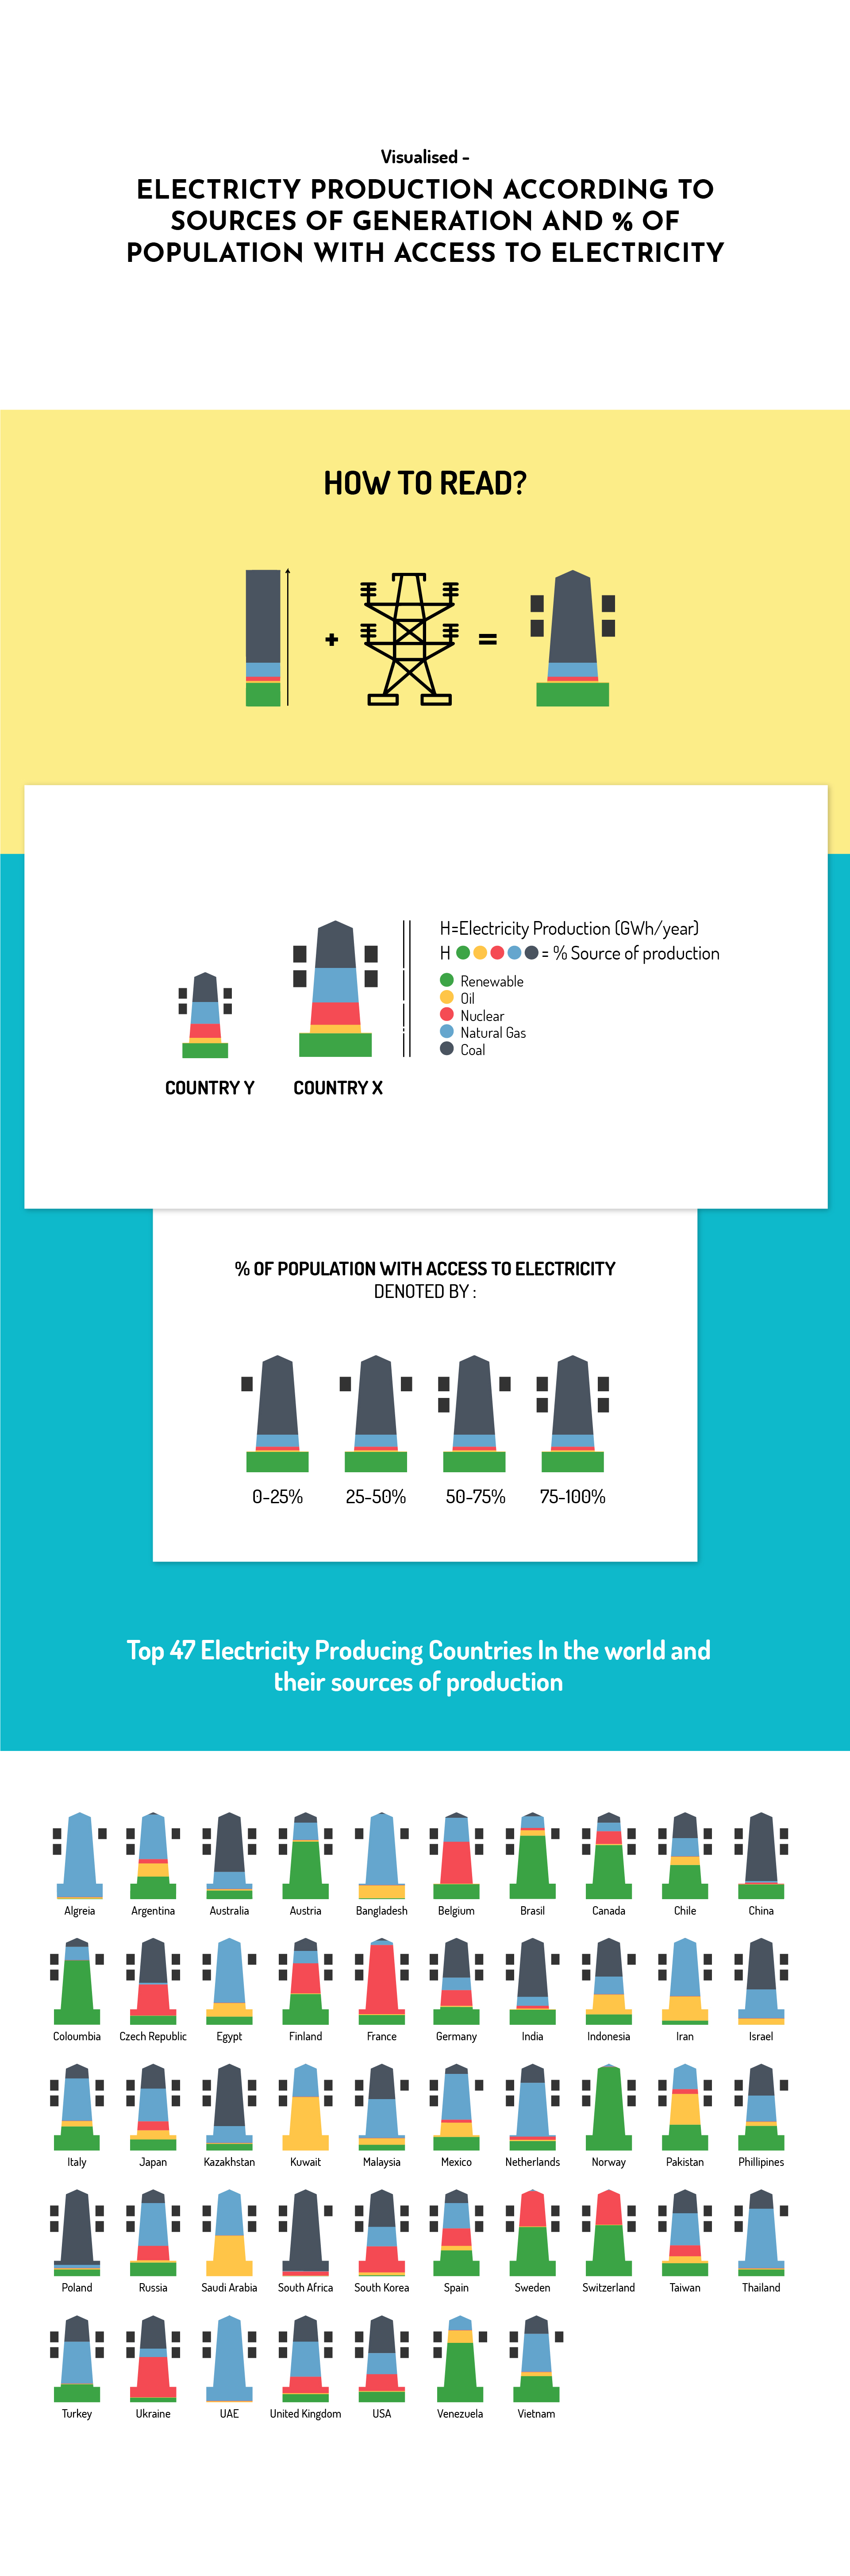 Visualised -
ELECTRICTY PRODUCTION ACCORDING TO
SOURCES OF GENERATION AND % OF
POPULATION WITH ACCESS TO ELECTRICITY
HOW TO READ?
+ =
H=Electricity Production (GWh/year)
H = % Source of production
Renewable
Oil
Nuclear
Natural Gas
Coal
COUNTRY Y COUNTRY X
% OF POPULATION WITH ACCESS TO ELECTRICITY
DENOTED BY :
0-25% 25-50% 50-75% 75-100%
Top 47 Electricity Producing Countries In the world and
their sources of production
Algreia Argentina Australia Austria Bangladesh Belgium Brasil Canada Chile China
Coloumbia Czech Republic Egypt Finland France Germany India Indonesia Iran Israel
Italy Japan Kazakhstan Kuwait Malaysia Mexico Netherlands Norway Pakistan Phillipines
Poland Russia Saudi Arabia South Africa South Korea Spain Sweden Switzerland Taiwan Thailand
Turkey Ukraine UAE United Kingdom USA Venezuela Vietnam